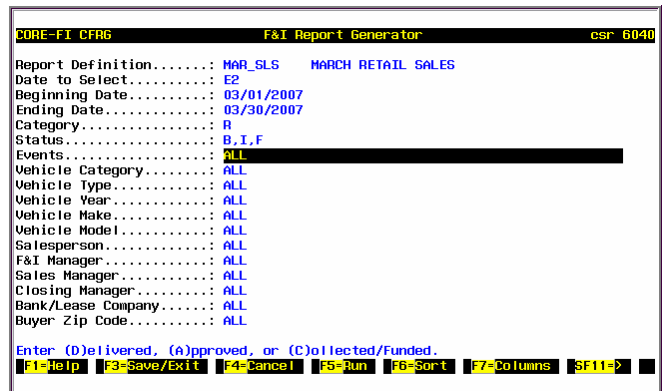 CORE-FI CFRG F&I Report Generator csr 6040
Report Definition.......: MAR_SLS MARCH RETAIL SALES
Date to Select..........: E2
Beginning Date..........: 03/01/2007
Ending Date.............: 03/30/2007
Category................: R
Status..................: B,I,F
Events..................: ALL
Vehicle Category........: ALL
Vehicle Type............: ALL
Vehicle Year............: ALL
Vehicle Make............: ALL
Vehicle Model...........: ALL
Salesperson.............: ALL
F&I Manager.............: ALL
Sales Manager...........: ALL
Closing Manager.........: ALL
Bank/Lease Company......: ALL
Buyer Zip Code..........: ALL
Enter (D)elivered, (A)pproved, or (C)ollected/Funded.
F1=Help F3=Save/Exit F4=Cancel F5=Run F6=Sort F7=Columns SF11=>